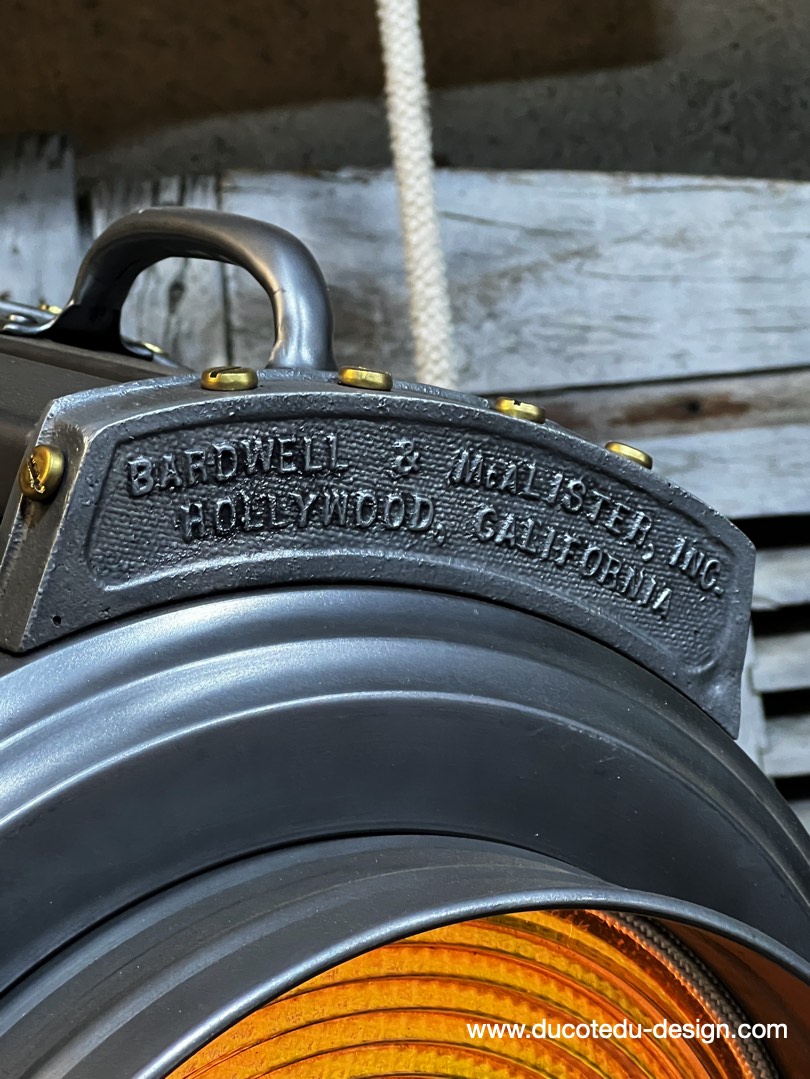 BARDWELL & McALISTER, INC.
HOLLYWOOD, CALIFORNIA
www.ducotedu-design.com